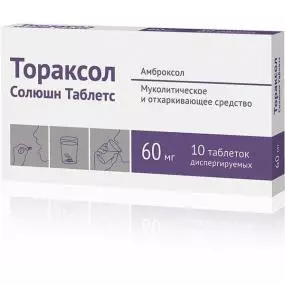 Тораксол
Солюшн Таблетс
Амброксол
Муколитическое
и отхаркивающее средство
60 мг
10 таблеток
диспергируемых
60 мг